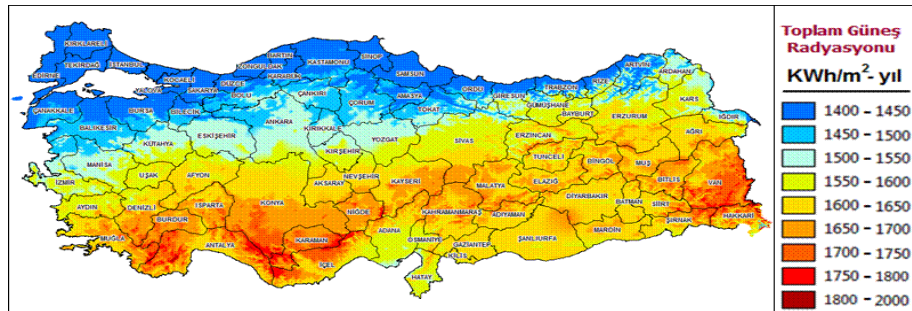 KIRKLARELİ
TEKİRDAĞ
İSTANBUL
EDİRNE
KOCAELİ
YALOVA
SAKARYA
DÜZCE
BOLU
ZONGULDAK
BARTIN
KARABÜK
KASTAMONU
SİNOP
SAMSUN
ORDU
GİRESUN
TRABZON
RİZE
ARTVİN
ARDAHAN
KARS
IĞDIR
ÇANAKKALE
BALIKESİR
BURSA
BİLECİK
ESKİŞEHİR
KÜTAHYA
ANKARA
ÇANKIRI
ÇORUM
AMASYA
TOKAT
KIRIKKALE
YOZGAT
KIRŞEHİR
SİVAS
GÜMÜŞHANE
BAYBURT
ERZİNCAN
ERZURUM
AĞRI
MANİSA
İZMİR
UŞAK
AFYON
AYDIN
DENİZLİ
BURDUR
ISPARTA
MUĞLA
ANTALYA
KONYA
AKSARAY
NEVŞEHİR
NİĞDE
KAYSERİ
KARAMAN
İÇEL
ADANA
OSMANİYE
HATAY
KİLİS
GAZİANTEP
KAHRAMANMARAŞ
MALATYA
ADIYAMAN
ŞANLIURFA
ELAZIĞ
TUNCELİ
BİNGÖL
MUŞ
BİTLİS
VAN
DİYARBAKIR
BATMAN
SİİRT
MARDİN
ŞIRNAK
HAKKARİ
Toplam Güneş
Radyasyonu
KWh/m²- yıl
1400 - 1450
1450 - 1500
1500 - 1550
1550 - 1600
1600 - 1650
1650 - 1700
1700 - 1750
1750 - 1800
1800 - 2000